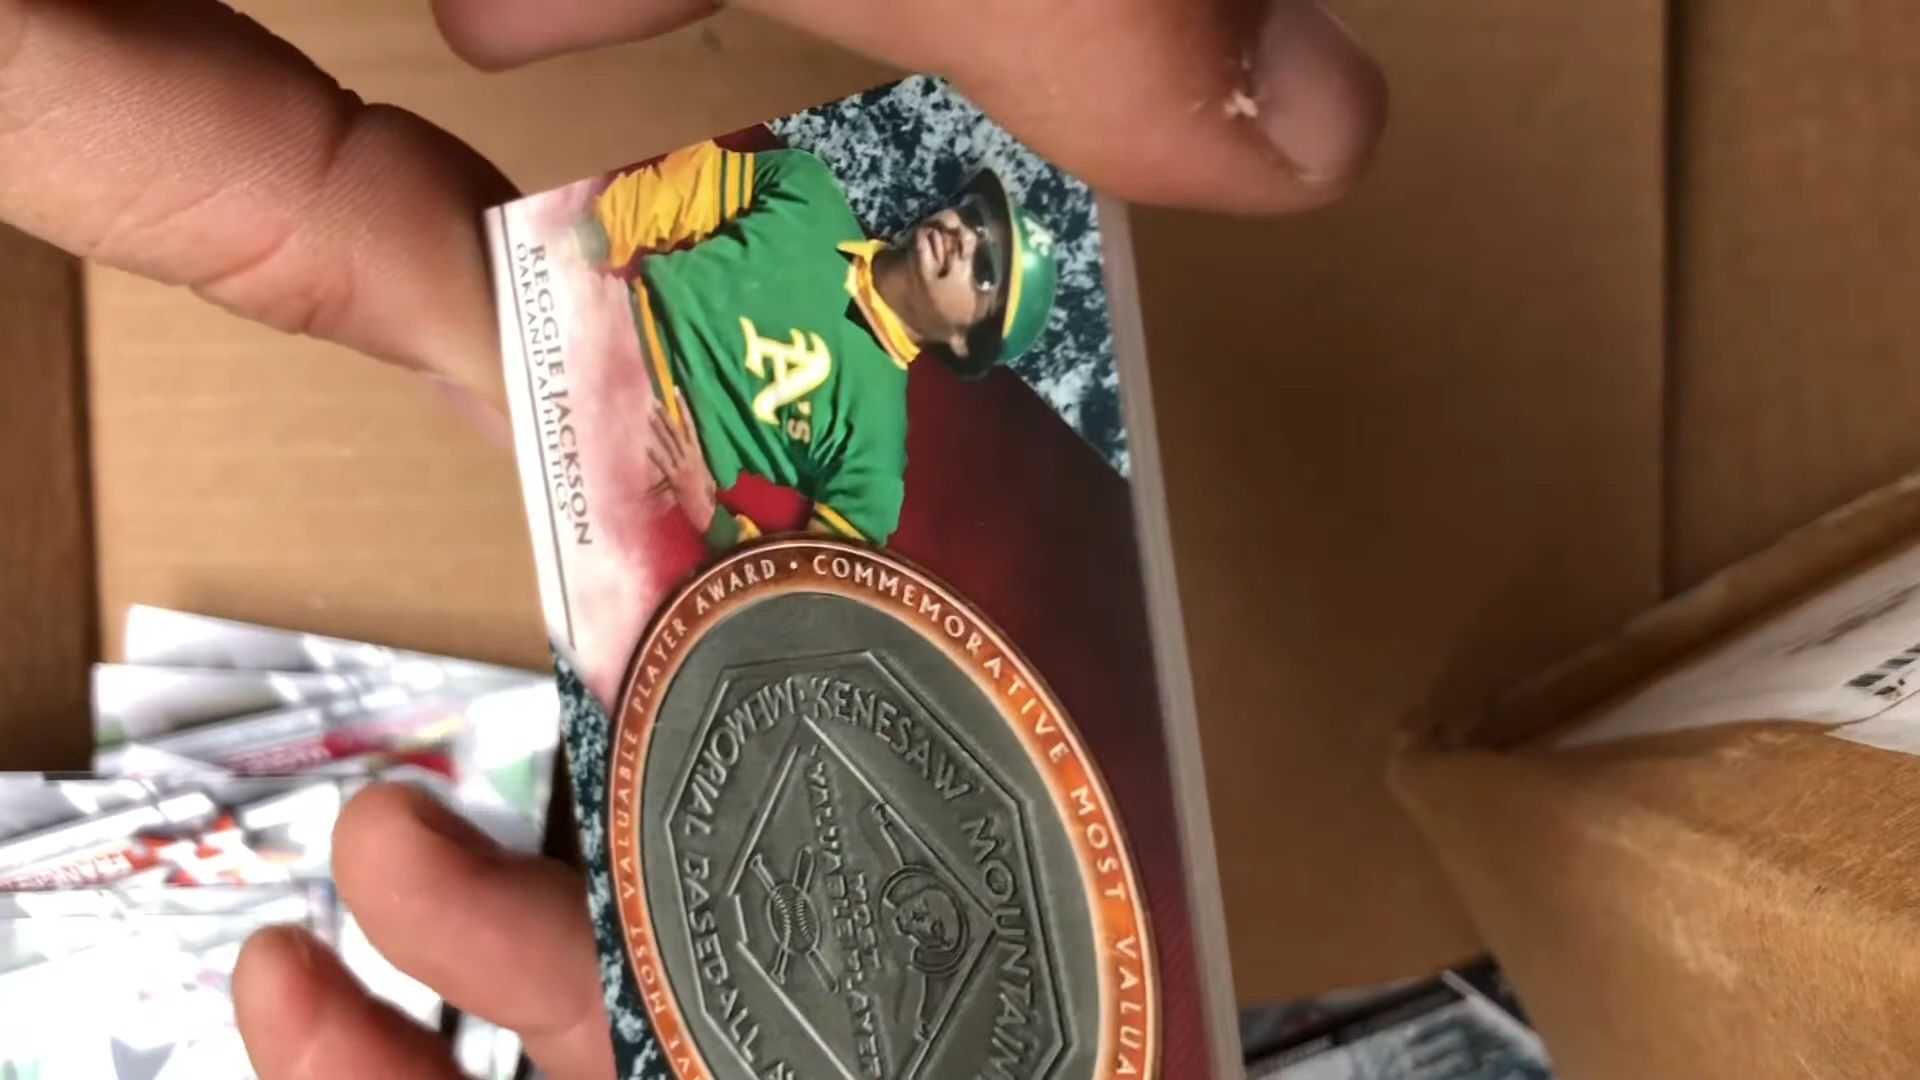 REGGIE JACKSON
OAKLAND ATHLETICS
A's
COMMEMORATIVE MOST VALUA
MOST VALUABLE PLAYER AWARD •
KENESAW MOUNTAIN
MEMORIAL BASEBALL
MOST
VALUABLE PLAYER